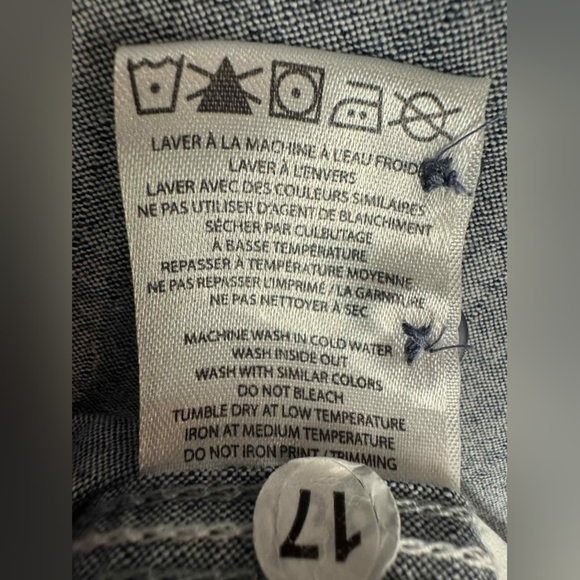 LAVER À LA MACHINE À L'EAU FROIDE
LAVER À L'ENVERS
LAVER AVEC DES COULEURS SIMILAIRES
NE PAS UTILISER D'AGENT DE BLANCHIMENT
SÉCHER PAR CULBUTAGE
À BASSE TEMPÉRATURE
REPASSER À TEMPÉRATURE MOYENNE
NE PAS REPASSER L'IMPRIMÉ / LA GARNITURE
NE PAS NETTOYER À SEC
MACHINE WASH IN COLD WATER
WASH INSIDE OUT
WASH WITH SIMILAR COLORS
DO NOT BLEACH
TUMBLE DRY AT LOW TEMPERATURE
IRON AT MEDIUM TEMPERATURE
DO NOT IRON PRINT / TRIMMING
17